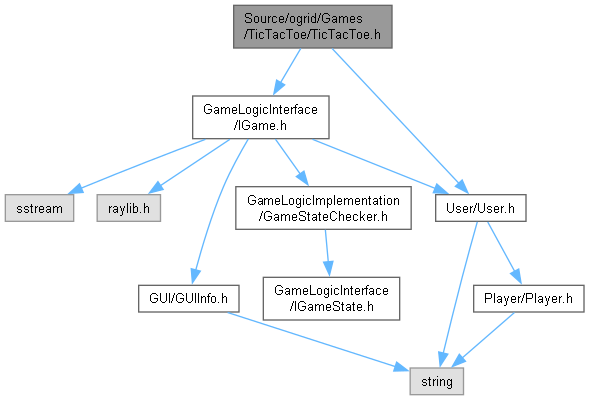 Source/ogrid/Games
/TicTacToe/TicTacToe.h
GameLogicInterface
/IGame.h
sstream
raylib.h
GameLogicImplementation
/GameStateChecker.h
User/User.h
GUI/GUIInfo.h
GameLogicInterface
/IGameState.h
Player/Player.h
string